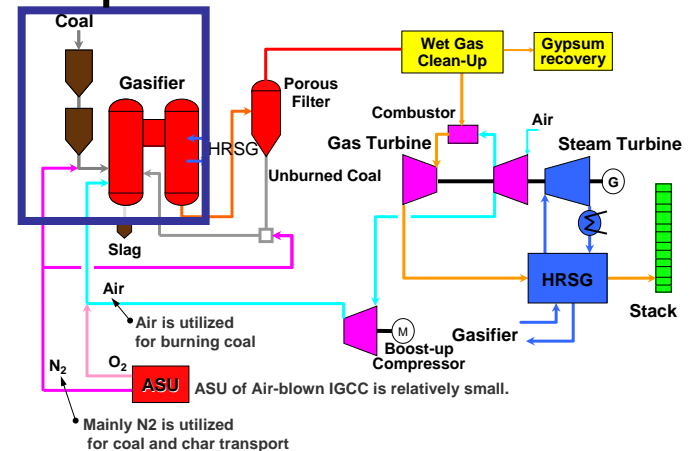 Coal
Gasifier
HRSG
Porous
Filter
Unburned Coal
Slag
Wet Gas
Clean-Up
Gypsum
recovery
Combustor
Air
Gas Turbine
Steam Turbine
G
HRSG
Stack
Gasifier
M
Boost-up
Compressor
Air
Air is utilized
for burning coal
N2
O2
ASU
ASU of Air-blown IGCC is relatively small.
Mainly N2 is utilized
for coal and char transport